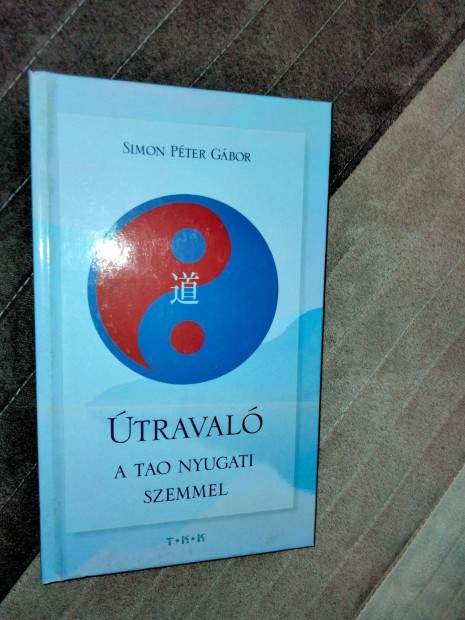 SIMON PÉTER GÁBOR
道
ÚTRAVALÓ
A TAO NYUGATI
SZEMMEL
T•K•K